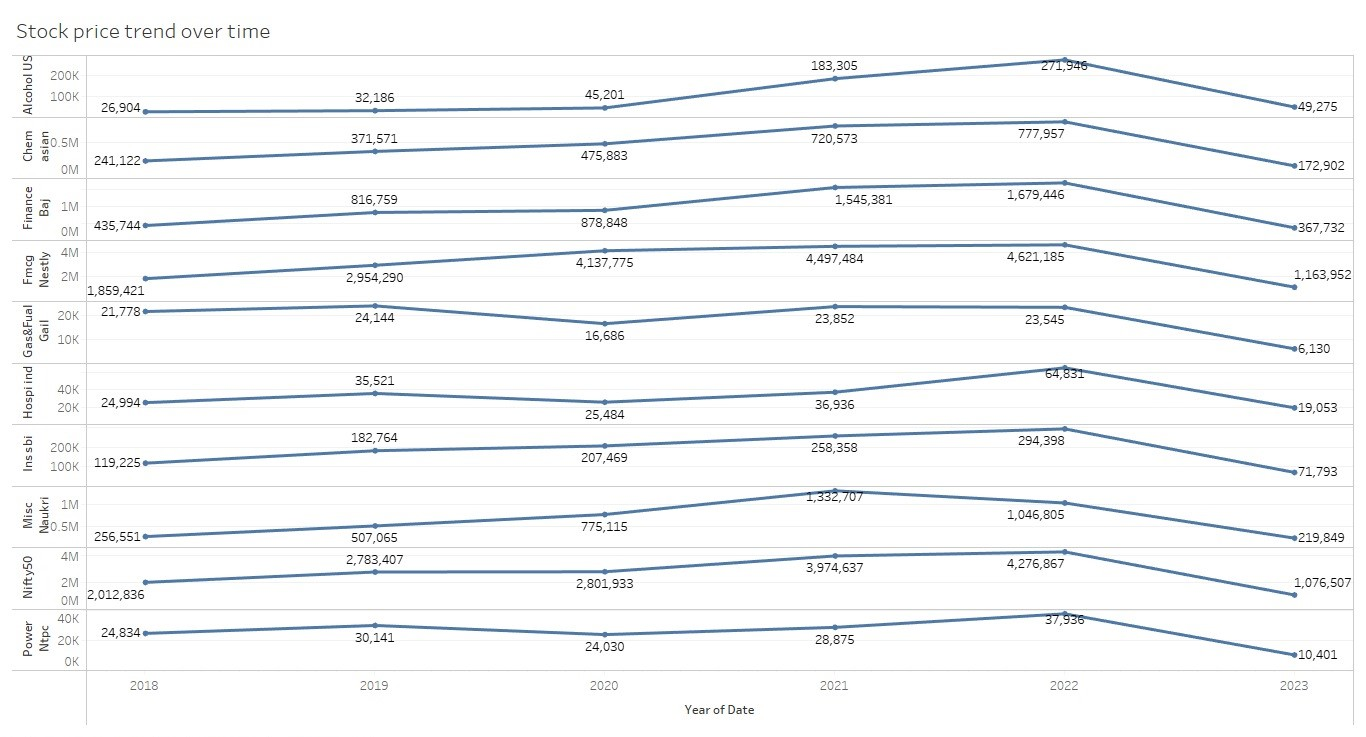 Stock price trend over time
Alcohol US
200K
100K
26,904
32,186
45,201
183,305
271,946
49,275
Chem
asian
0.5M
0M
241,122
371,571
475,883
720,573
777,957
172,902
Finance
Baj
1M
0M
435,744
816,759
878,848
1,545,381
1,679,446
367,732
Fmcg
Nestly
4M
2M
1,859,421
2,954,290
4,137,775
4,497,484
4,621,185
1,163,952
Gas&Fual
Gail
20K
10K
21,778
24,144
16,686
23,852
23,545
6,130
Hospi ind
40K
20K
24,994
35,521
25,484
36,936
64,831
19,053
Ins sbi
200K
100K
119,225
182,764
207,469
258,358
294,398
71,793
Misc
Naukri
1M
0.5M
256,551
507,065
775,115
1,332,707
1,046,805
219,849
Nifty50
4M
2M
0M
2,012,836
2,783,407
2,801,933
3,974,637
4,276,867
1,076,507
Power
Ntpc
40K
20K
0K
24,834
30,141
24,030
28,875
37,936
10,401
2018
2019
2020
2021
2022
2023
Year of Date